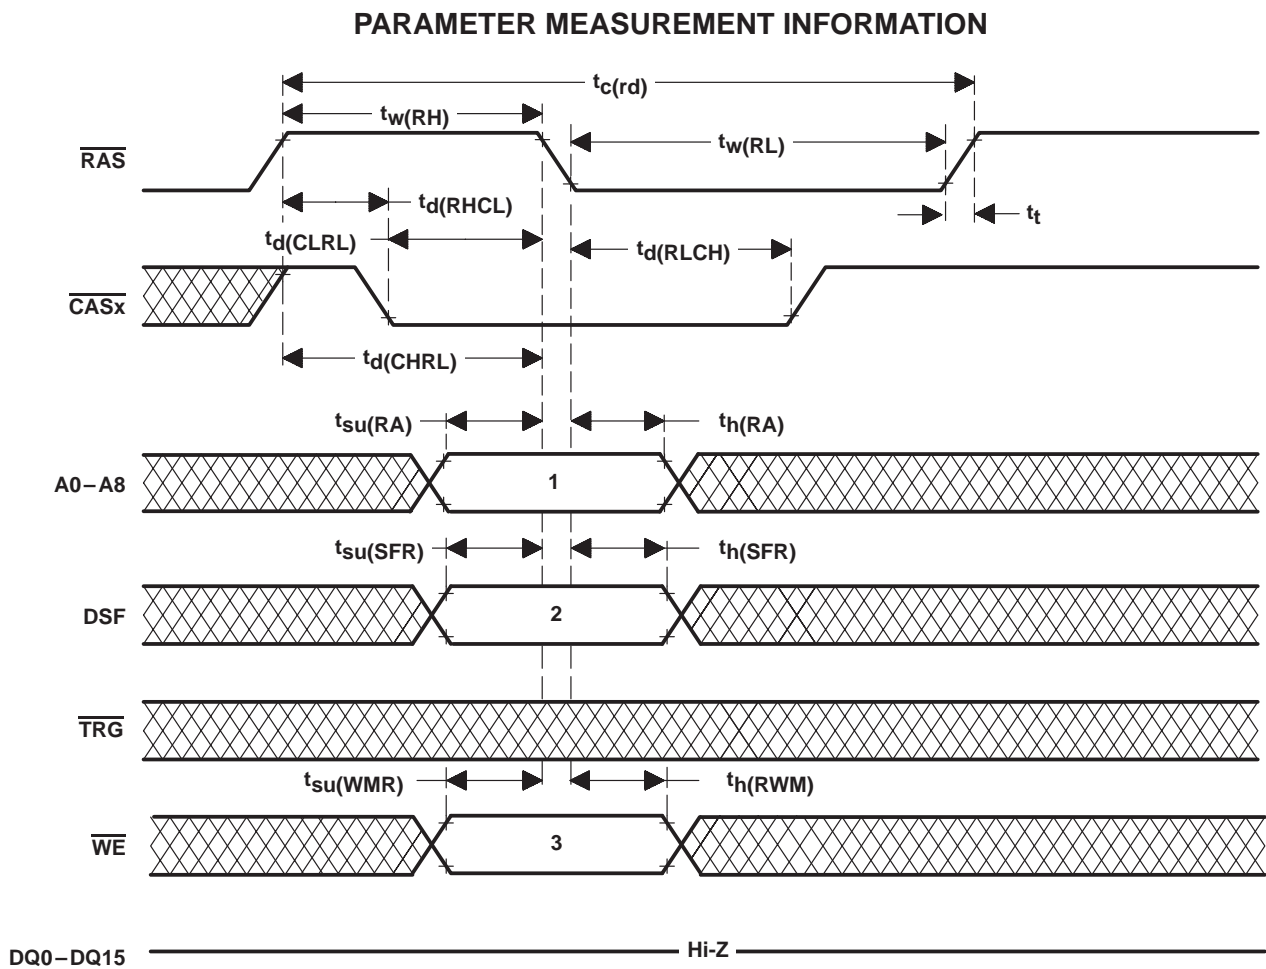 PARAMETER MEASUREMENT INFORMATION
tc(rd)
tw(RH)
tw(RL)
RAS
td(RHCL)
tt
td(CLRL)
td(RLCH)
CASx
td(CHRL)
tsu(RA)
th(RA)
A0–A8
1
tsu(SFR)
th(SFR)
DSF
2
TRG
tsu(WMR)
th(RWM)
WE
3
DQ0–DQ15
Hi-Z